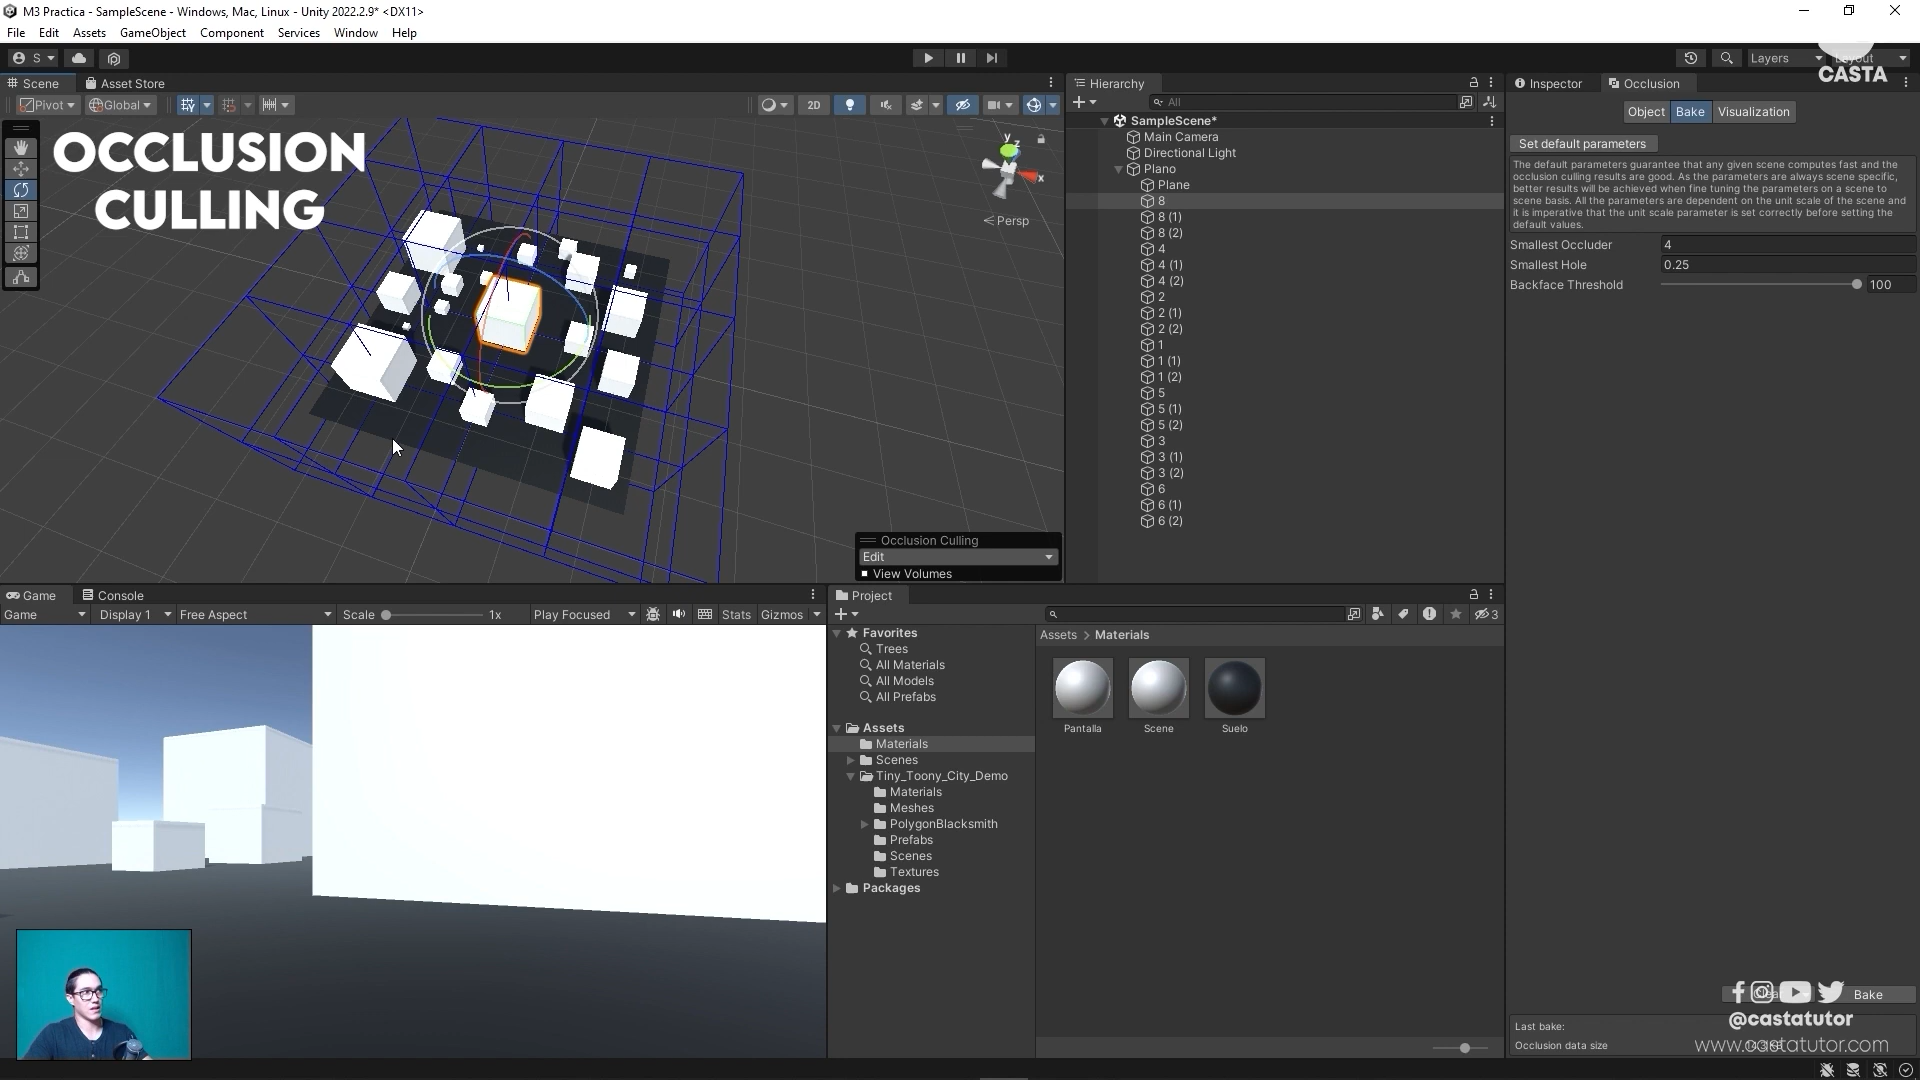 M3 Practica - SampleScene - Windows, Mac, Linux - Unity 2022.2.9* <DX11>
File Edit Assets GameObject Component Services Window Help
S
Layers
CASTA
Scene Asset Store
Pivot Global 2D
OCCLUSION
CULLING
y
z
x
Persp
Occlusion Culling
Edit
View Volumes
Hierarchy
All
SampleScene*
Main Camera
Directional Light
Plano
Plane
8
8 (1)
8 (2)
4
4 (1)
4 (2)
2
2 (1)
2 (2)
1
1 (1)
1 (2)
5
5 (1)
5 (2)
3
3 (1)
3 (2)
6
6 (1)
6 (2)
Inspector Occlusion
Object Bake Visualization
Set default parameters
The default parameters guarantee that any given scene computes fast and the
occlusion culling results are good. As the parameters are always scene specific,
better results will be achieved when fine tuning the parameters on a scene to
scene basis. All the parameters are dependent on the unit scale of the scene and
it is imperative that the unit scale parameter is set correctly before setting the
default values.
Smallest Occluder 4
Smallest Hole 0.25
Backface Threshold 100
Game Console
Game Display 1 Free Aspect Scale 1x Play Focused Stats Gizmos
Project
3
Favorites
Trees
All Materials
All Models
All Prefabs
Assets
Materials
Scenes
Tiny_Toony_City_Demo
Materials
Meshes
PolygonBlacksmith
Prefabs
Scenes
Textures
Packages
Assets > Materials
Pantalla Scene Suelo
Bake
@castatutor
Last bake:
Occlusion data size
www.castatutor.com